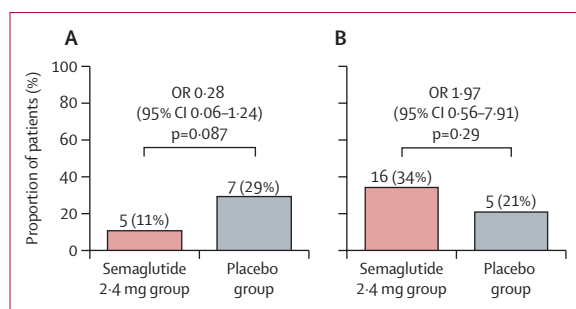 A
Proportion of patients (%)
100
80
60
40
20
0
OR 0·28
(95% CI 0·06–1·24)
p=0·087
5 (11%)
7 (29%)
Semaglutide
2·4 mg group
Placebo
group
B
OR 1·97
(95% CI 0·56–7·91)
p=0·29
16 (34%)
5 (21%)
Semaglutide
2·4 mg group
Placebo
group